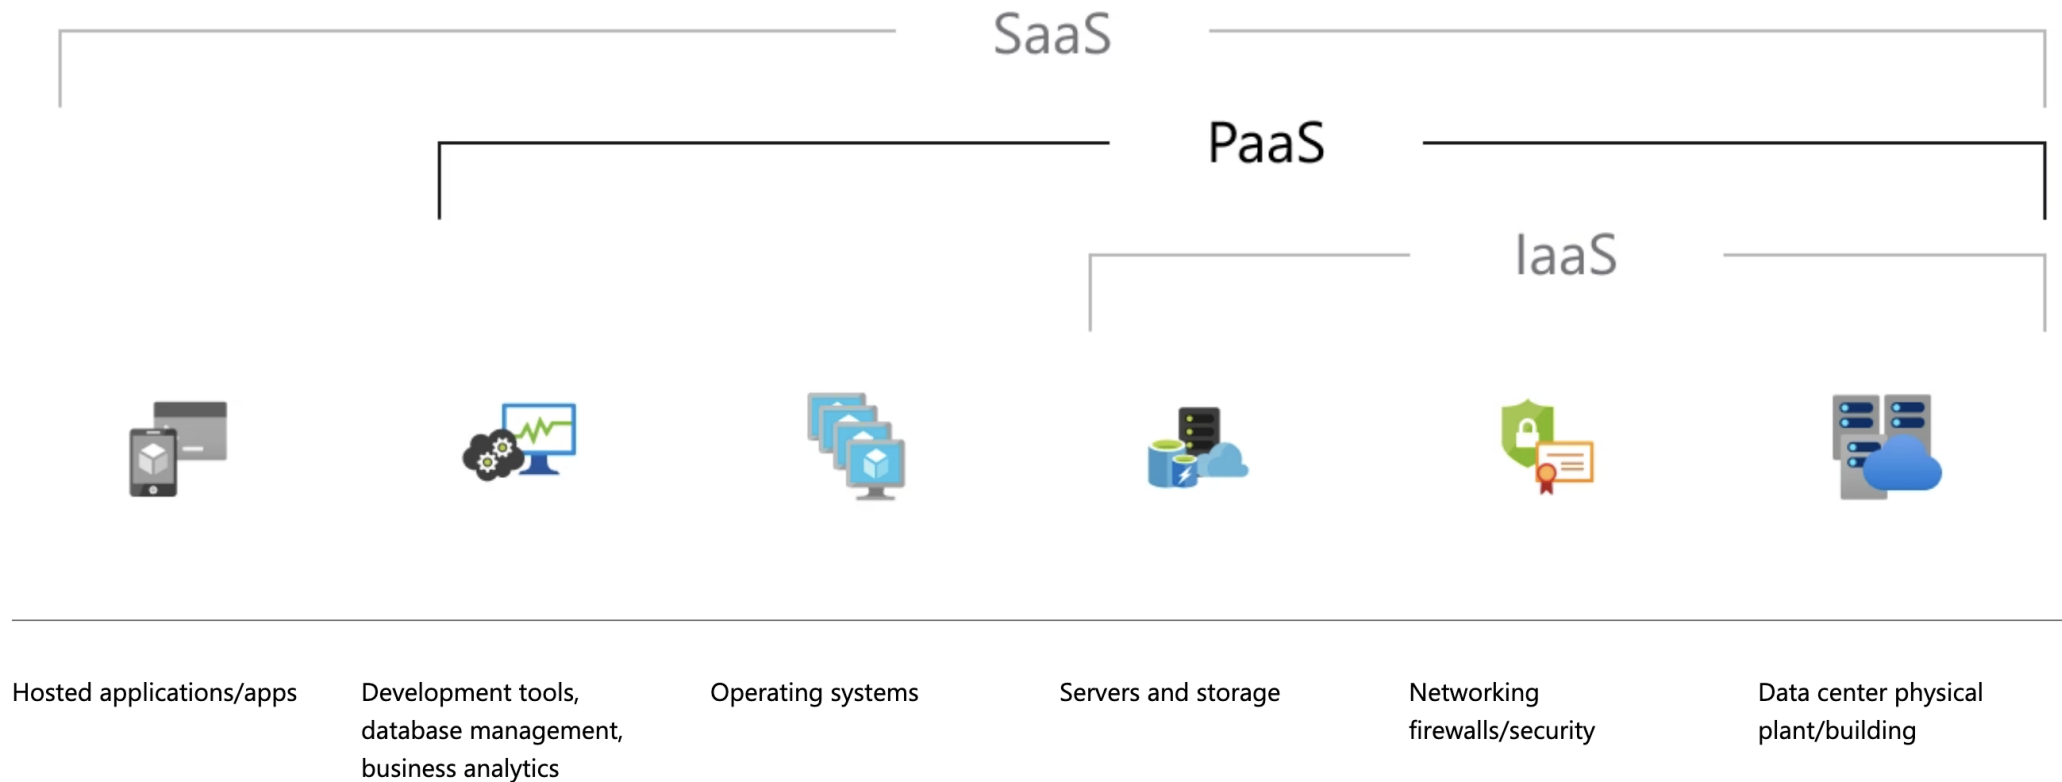 SaaS
PaaS
IaaS
Hosted applications/apps
Development tools,
database management,
business analytics
Operating systems
Servers and storage
Networking
firewalls/security
Data center physical
plant/building